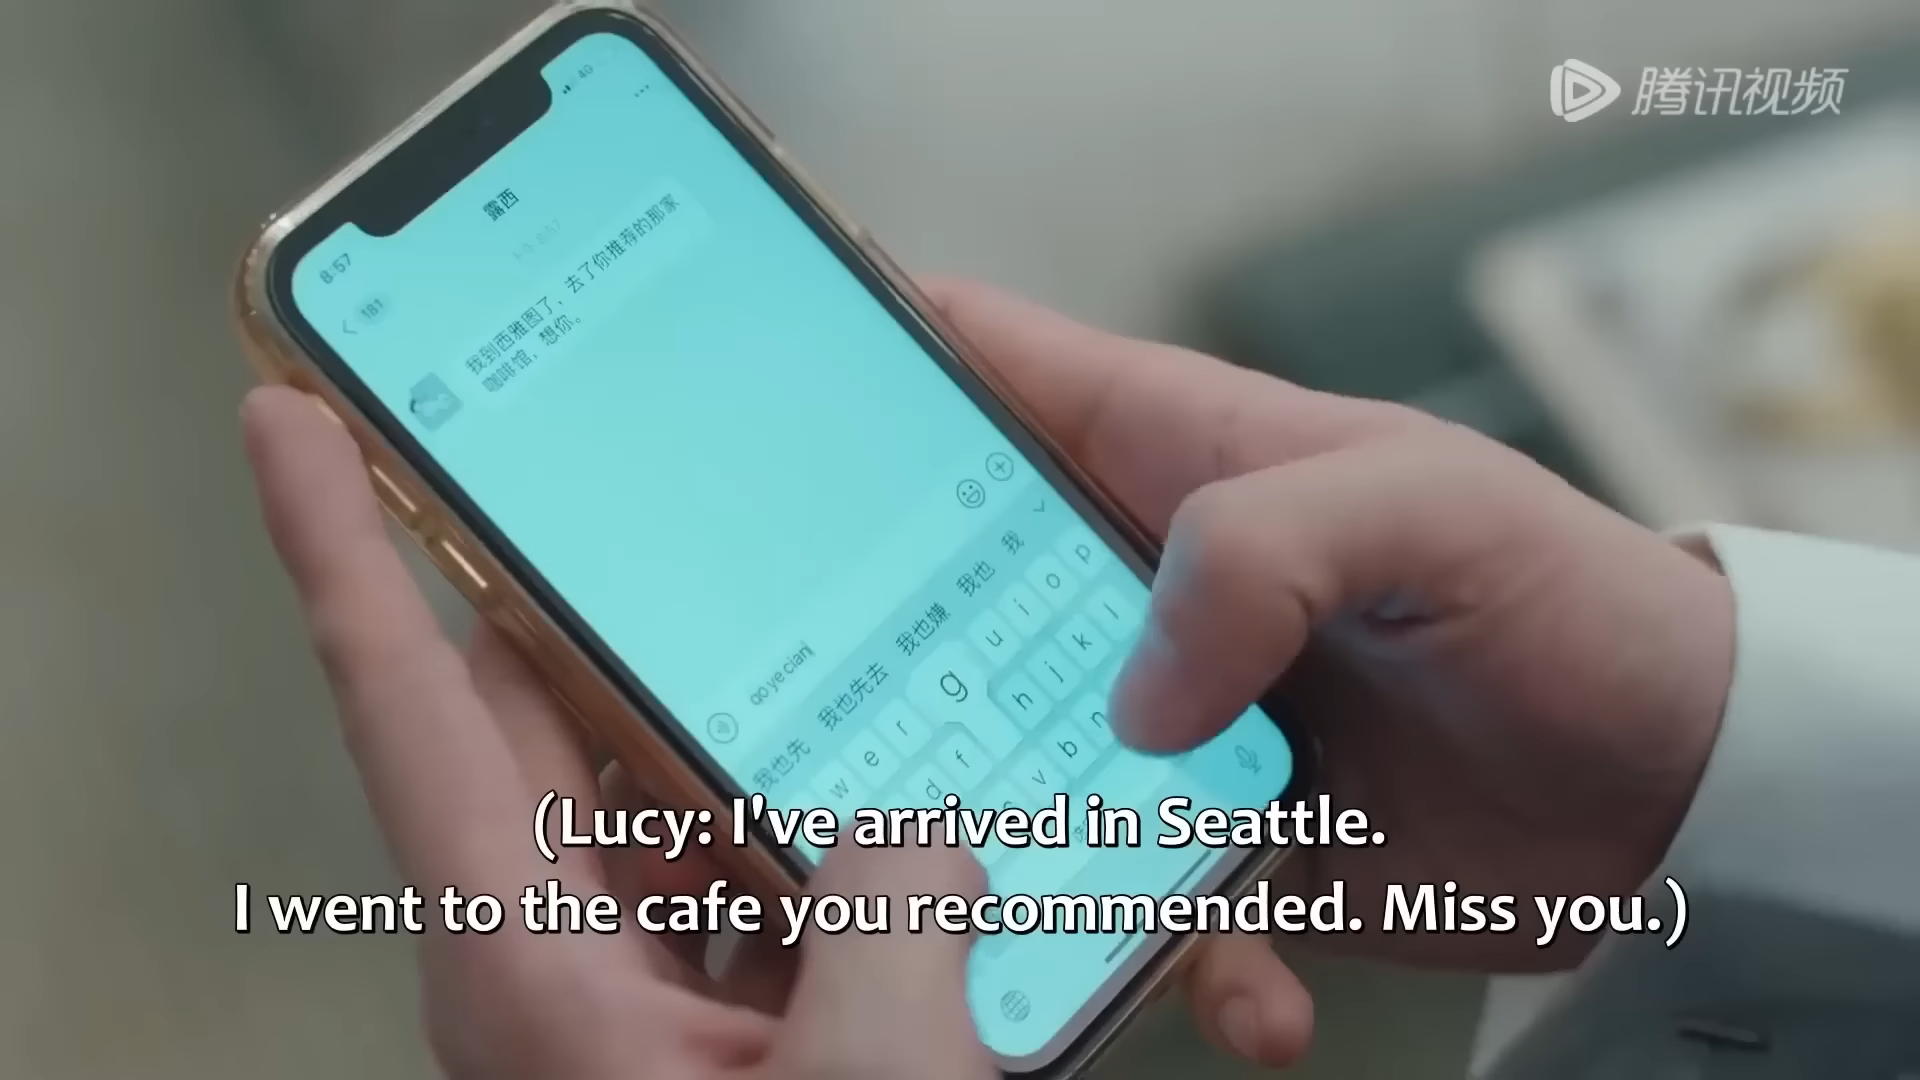 腾讯视频
4G
露西
8:57
181
我到西雅图了，去了你推荐的那家
咖啡馆，想你。
我也先 我也先去 我也嫌 我也 我
w e r g u i o p
d f h j k l
v b n
(Lucy: I've arrived in Seattle.
I went to the cafe you recommended. Miss you.)